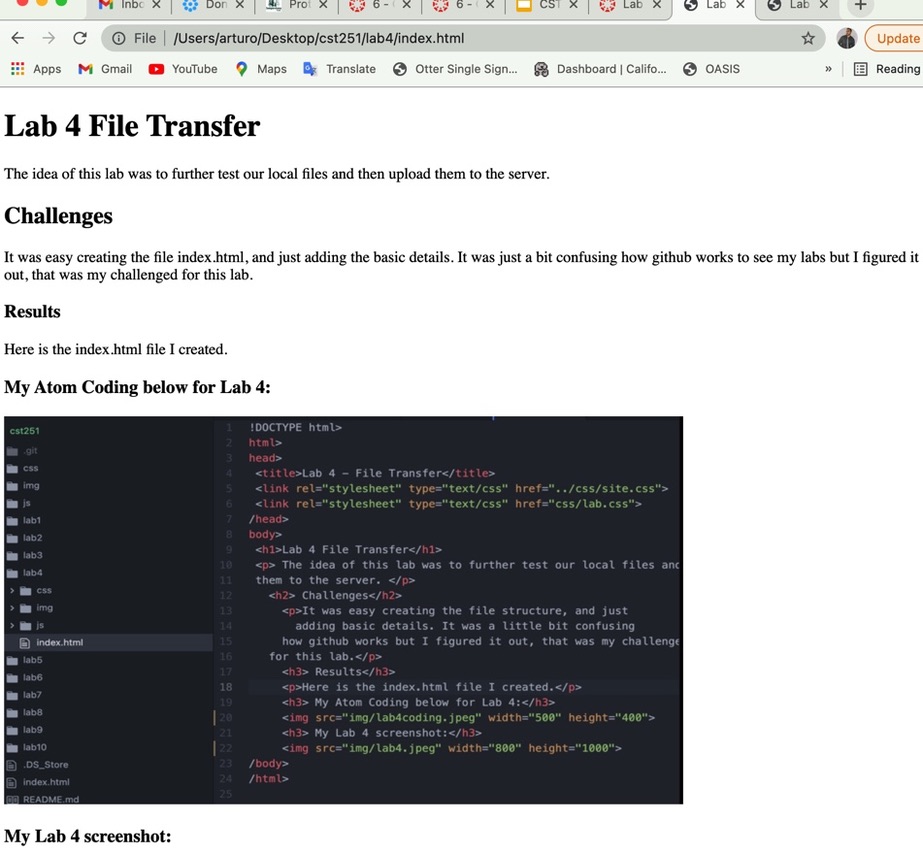 Inbc
Don
Prof
6 -
6 -
CST
Lab
Lab
Lab
File /Users/arturo/Desktop/cst251/lab4/index.html
Update
Apps Gmail YouTube Maps Translate Otter Single Sign... Dashboard | Califo... OASIS » Reading
Lab 4 File Transfer
The idea of this lab was to further test our local files and then upload them to the server.
Challenges
It was easy creating the file index.html, and just adding the basic details. It was just a bit confusing how github works to see my labs but I figured it
out, that was my challenged for this lab.
Results
Here is the index.html file I created.
My Atom Coding below for Lab 4:
cst251
.git
css
img
js
lab1
lab2
lab3
lab4
css
img
js
index.html
lab5
lab6
lab7
lab8
lab9
lab10
.DS_Store
index.html
README.md
1 !DOCTYPE html>
2 html>
3 head>
4 <title>Lab 4 - File Transfer</title>
5 <link rel="stylesheet" type="text/css" href="../css/site.css">
6 <link rel="stylesheet" type="text/css" href="css/lab.css">
7 /head>
8 body>
9 <h1>Lab 4 File Transfer</h1>
10 <p> The idea of this lab was to further test our local files and
11 them to the server. </p>
12 <h2> Challenges</h2>
13 <p>It was easy creating the file structure, and just
14 adding basic details. It was a little bit confusing
15 how github works but I figured it out, that was my challenge
16 for this lab.</p>
17 <h3> Results</h3>
18 <p>Here is the index.html file I created.</p>
19 <h3> My Atom Coding below for Lab 4:</h3>
20 <img src="img/lab4coding.jpeg" width="500" height="400">
21 <h3> My Lab 4 screenshot:</h3>
22 <img src="img/lab4.jpeg" width="800" height="1000">
23 /body>
24 /html>
25
My Lab 4 screenshot: